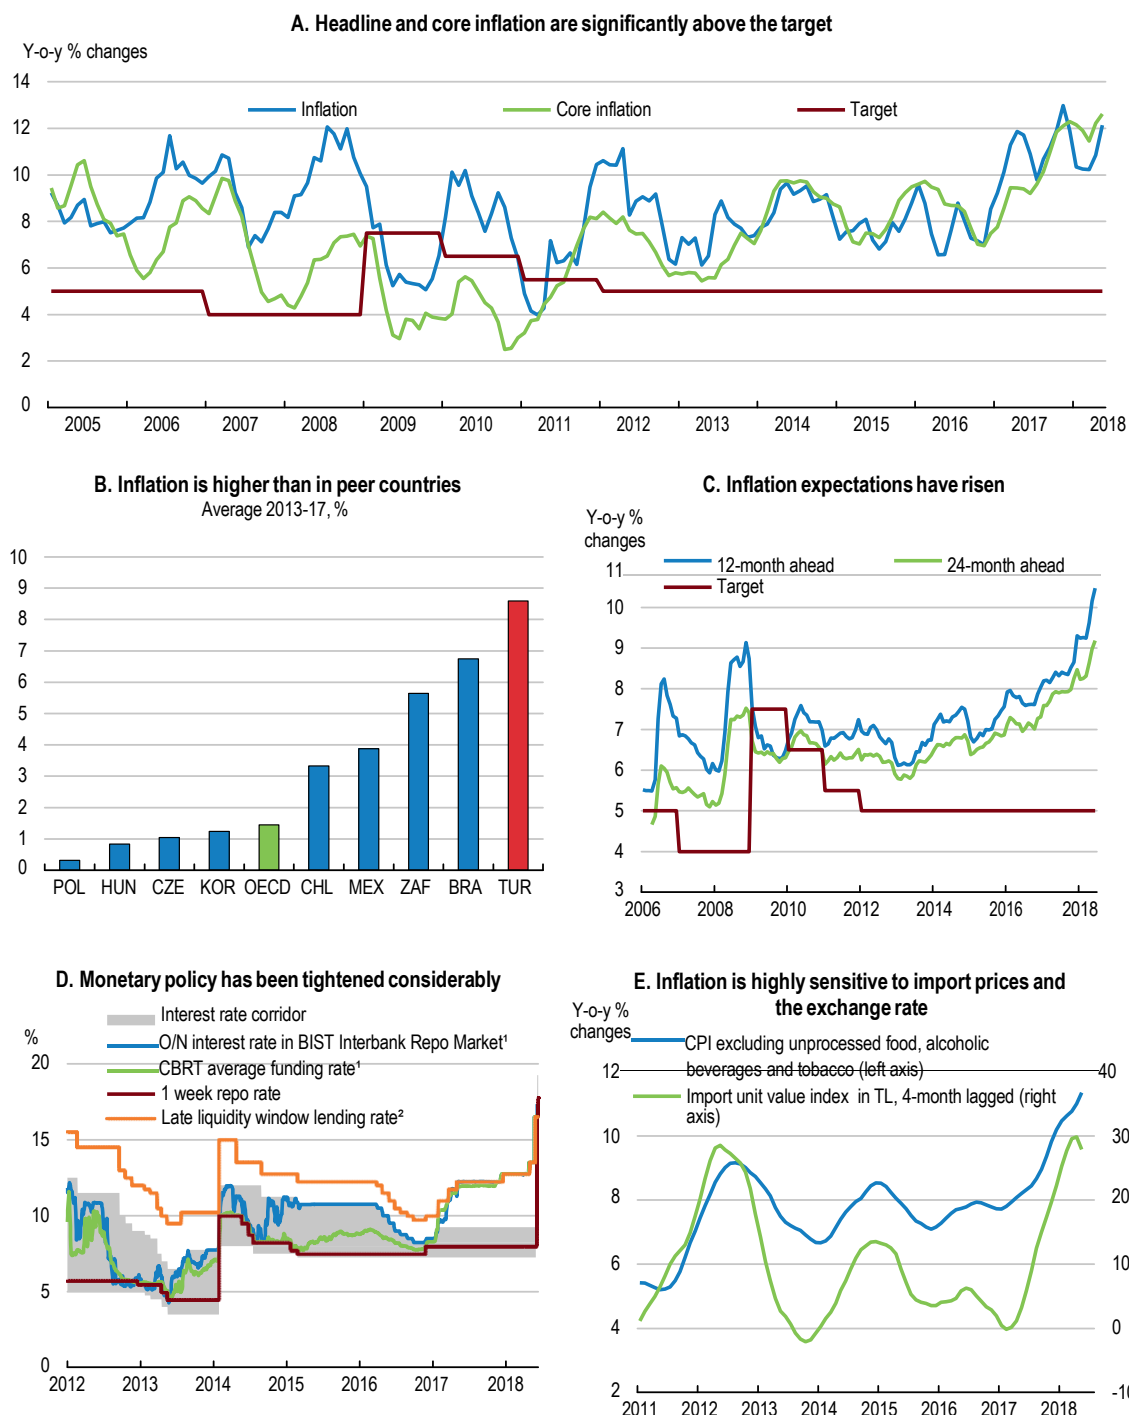 A. Headline and core inflation are significantly above the target
Y-o-y % changes
Inflation
Core inflation
Target
14
12
10
8
6
4
2
0
2005 2006 2007 2008 2009 2010 2011 2012 2013 2014 2015 2016 2017 2018
B. Inflation is higher than in peer countries
Average 2013-17, %
10
9
8
7
6
5
4
3
2
1
0
POL HUN CZE KOR OECD CHL MEX ZAF BRA TUR
C. Inflation expectations have risen
Y-o-y %
changes
12-month ahead
24-month ahead
Target
11
10
9
8
7
6
5
4
3
2006 2008 2010 2012 2014 2016 2018
D. Monetary policy has been tightened considerably
%
Interest rate corridor
O/N interest rate in BIST Interbank Repo Market¹
CBRT average funding rate¹
1 week repo rate
Late liquidity window lending rate²
20
15
10
5
0
2012 2013 2014 2015 2016 2017 2018
E. Inflation is highly sensitive to import prices and
the exchange rate
Y-o-y %
changes
CPI excluding unprocessed food, alcoholic
beverages and tobacco (left axis)
Import unit value index in TL, 4-month lagged (right
axis)
12
10
8
6
4
2
40
30
20
10
0
-10
2011 2012 2013 2014 2015 2016 2017 2018